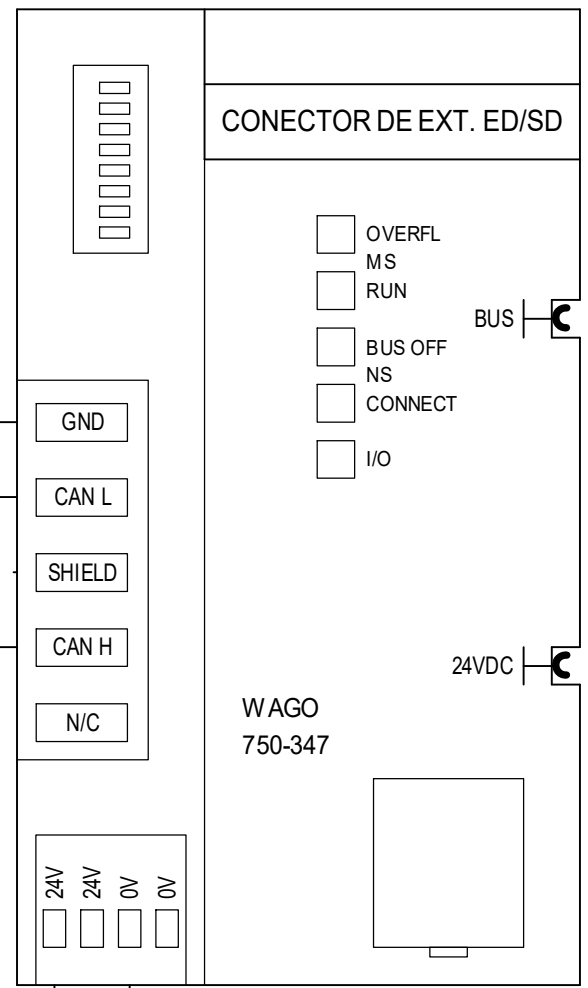 CONECTOR DE EXT. ED/SD
OVERFL
MS
RUN
BUS
BUS OFF
NS
CONNECT
I/O
GND
CAN L
SHIELD
CAN H
N/C
24VDC
WAGO
750-347
24V
24V
0V
0V